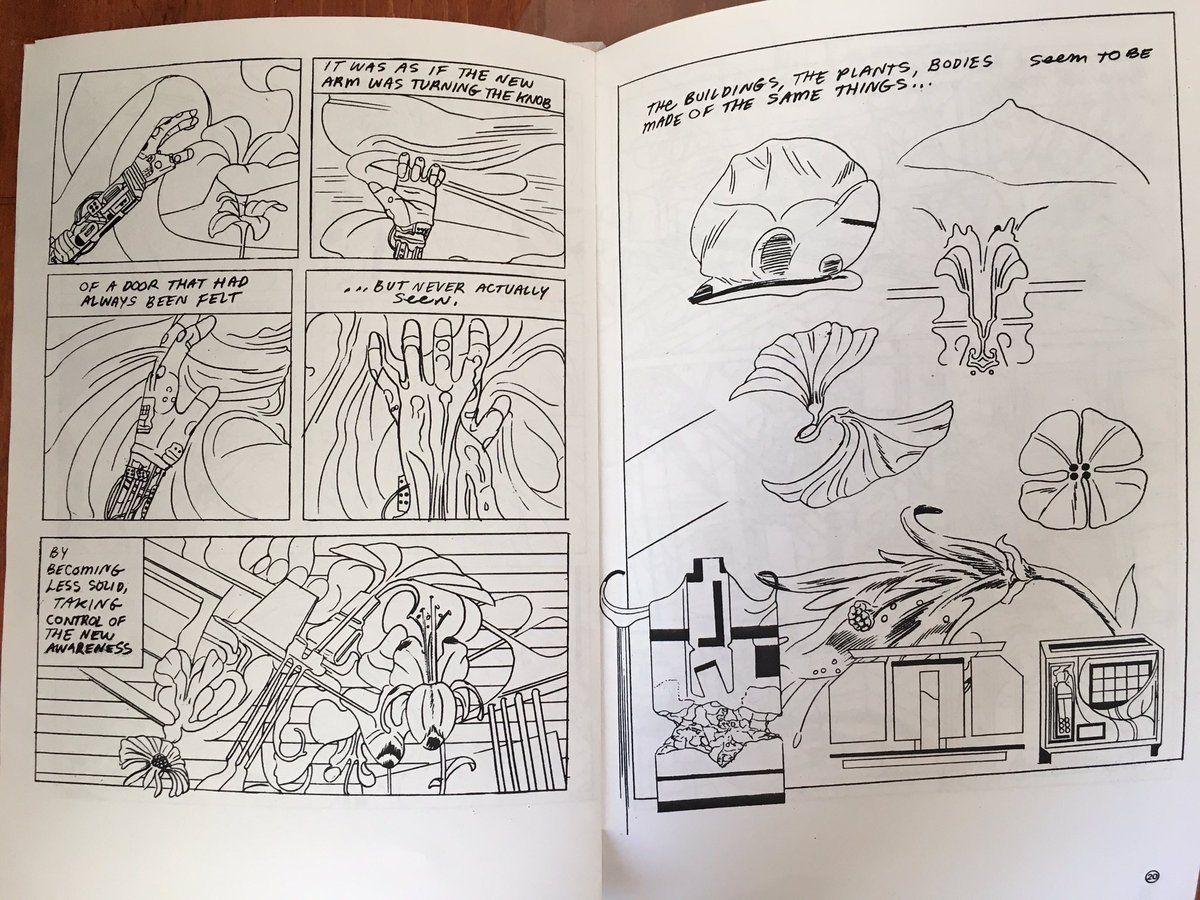 IT WAS AS IF THE NEW
ARM WAS TURNING THE KNOB
OF A DOOR THAT HAD
ALWAYS BEEN FELT
...BUT NEVER ACTUALLY
SEEN.
BY
BECOMING
LESS SOLID,
TAKING
CONTROL OF
THE NEW
AWARENESS
THE BUILDINGS, THE PLANTS, BODIES SEEM TO BE
MADE OF THE SAME THINGS...
20